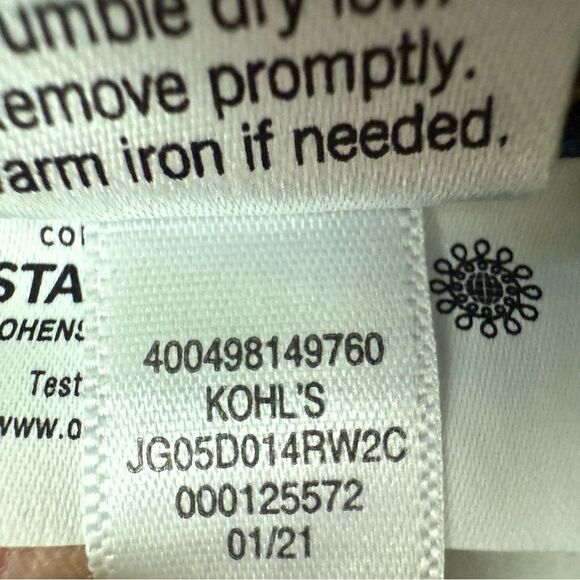 umble dry low.
emove promptly.
arm iron if needed.
COI
STA
OHENS
Test
www.o
400498149760
KOHL'S
JG05D014RW2C
000125572
01/21